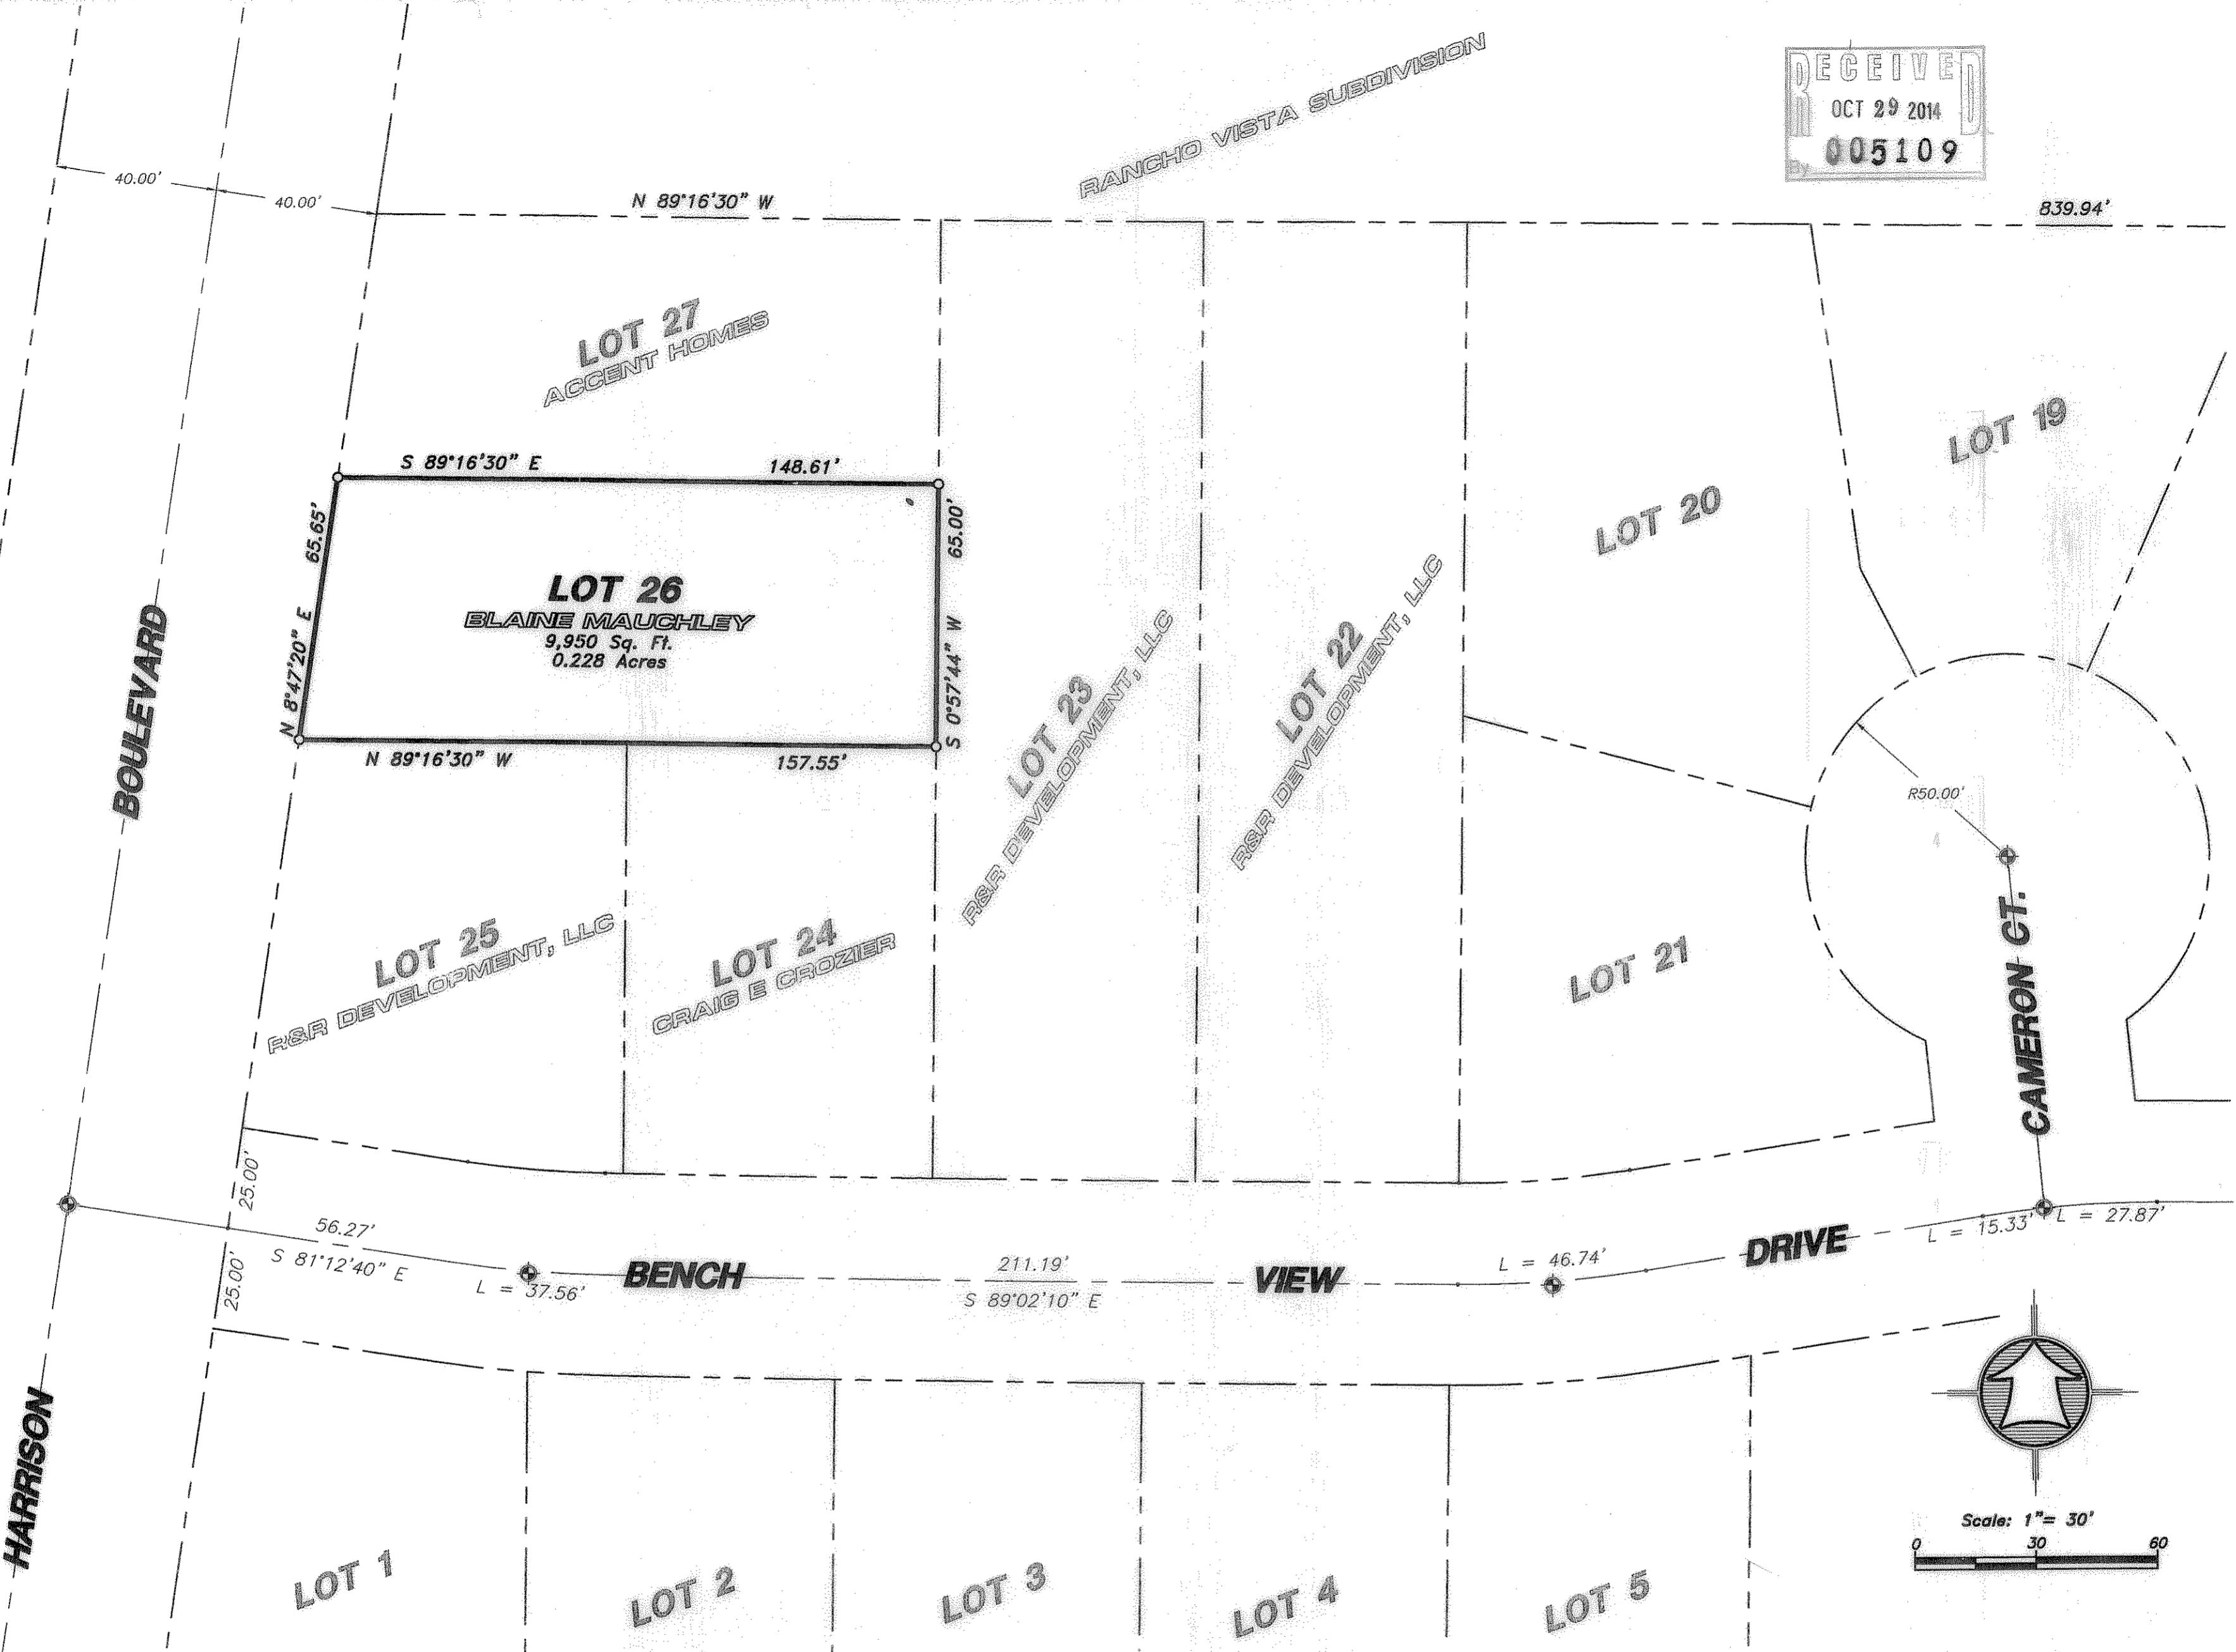 RANCHO VISTA SUBDIVISION
RECEIVED
OCT 29 2014
By 005109
40.00'
40.00'
N 89°16'30" W
839.94'
LOT 27
ACCENT HOMES
LOT 19
S 89°16'30" E
148.61'
65.65'
N 8°47'20" E
65.00'
S 0°57'44" W
LOT 26
BLAINE MAUCHLEY
9,950 Sq. Ft.
0.228 Acres
N 89°16'30" W
157.55'
LOT 20
LOT 23
R&R DEVELOPMENT, LLC
LOT 22
R&R DEVELOPMENT, LLC
BOULEVARD
R50.00'
LOT 25
R&R DEVELOPMENT, LLC
LOT 24
CRAIG E CROZIER
LOT 21
CAMERON CT.
25.00'
25.00'
56.27'
S 81°12'40" E
L = 37.56'
BENCH
211.19'
S 89°02'10" E
VIEW
L = 46.74'
DRIVE
L = 15.33'
L = 27.87'
HARRISON
Scale: 1"= 30'
0 30 60
LOT 1
LOT 2
LOT 3
LOT 4
LOT 5